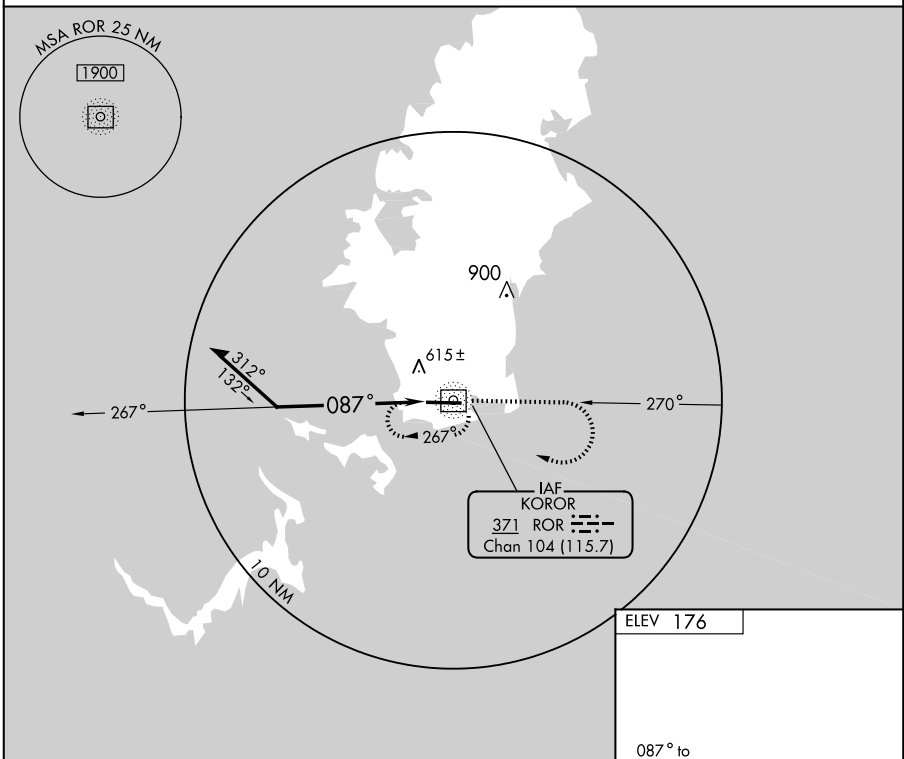 MSA ROR 25 NM
1900
900
615±
312°
132°
267°
087°
270°
267°
IAF
KOROR
371 ROR
Chan 104 (115.7)
10 NM
ELEV 176
087° to